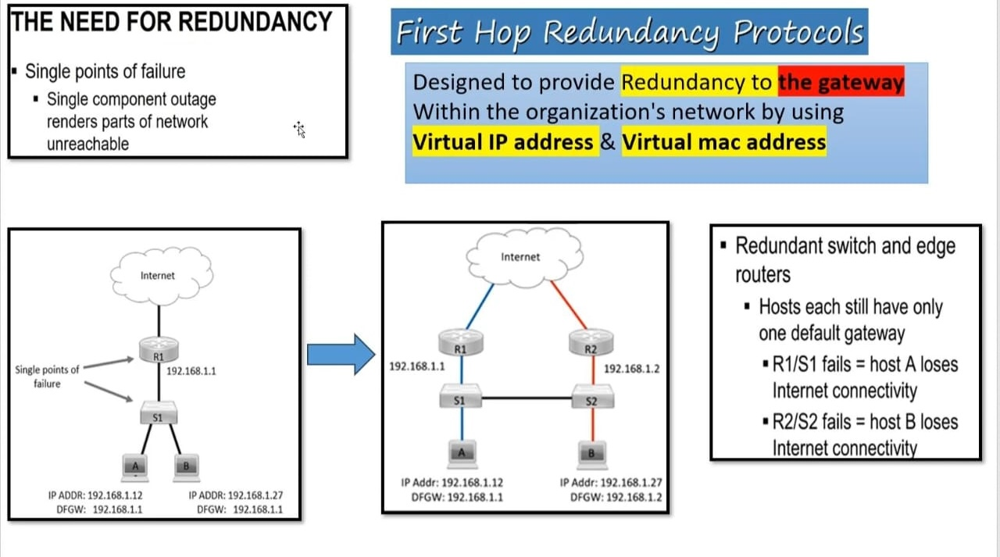 THE NEED FOR REDUNDANCY
▪ Single points of failure
▪ Single component outage
renders parts of network
unreachable
First Hop Redundancy Protocols
Designed to provide Redundancy to the gateway
Within the organization's network by using
Virtual IP address & Virtual mac address
Internet
R1
192.168.1.1
Single points of
failure
S1
A
B
IP ADDR: 192.168.1.12
DFGW: 192.168.1.1
IP ADDR: 192.168.1.27
DFGW: 192.168.1.1
Internet
R1
R2
192.168.1.1
192.168.1.2
S1
S2
A
B
IP Addr: 192.168.1.12
DFGW: 192.168.1.1
IP Addr: 192.168.1.27
DFGW: 192.168.1.2
▪ Redundant switch and edge
routers
▪ Hosts each still have only
one default gateway
▪ R1/S1 fails = host A loses
Internet connectivity
▪ R2/S2 fails = host B loses
Internet connectivity